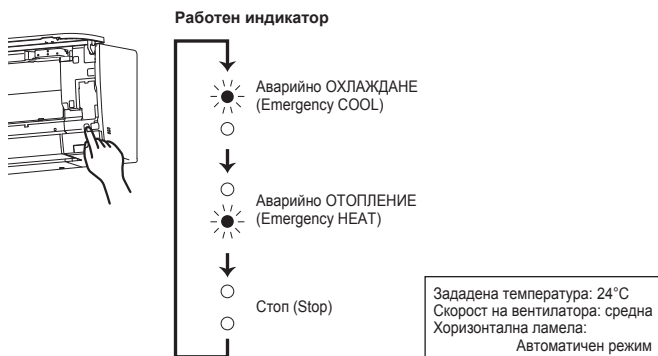 Работен индикатор
Аварийно ОХЛАЖДАНЕ
(Emergency COOL)
Аварийно ОТОПЛЕНИЕ
(Emergency HEAT)
Стоп (Stop)
Зададена температура: 24°C
Скорост на вентилатора: средна
Хоризонтална ламела:
Автоматичен режим